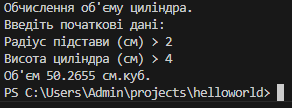 Обчислення об'єму циліндра.
Введіть початкові дані:
Радіус підстави (см) > 2
Висота циліндра (см) > 4
Об'єм 50.2655 см.куб.
PS C:\Users\Admin\projects\helloworld>